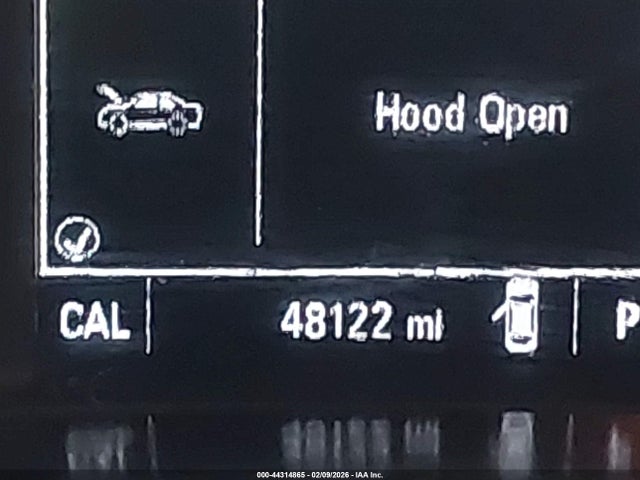 Hood Open
CAL 48122 mi P
000-44314865 - 02/09/2026 - IAA Inc.